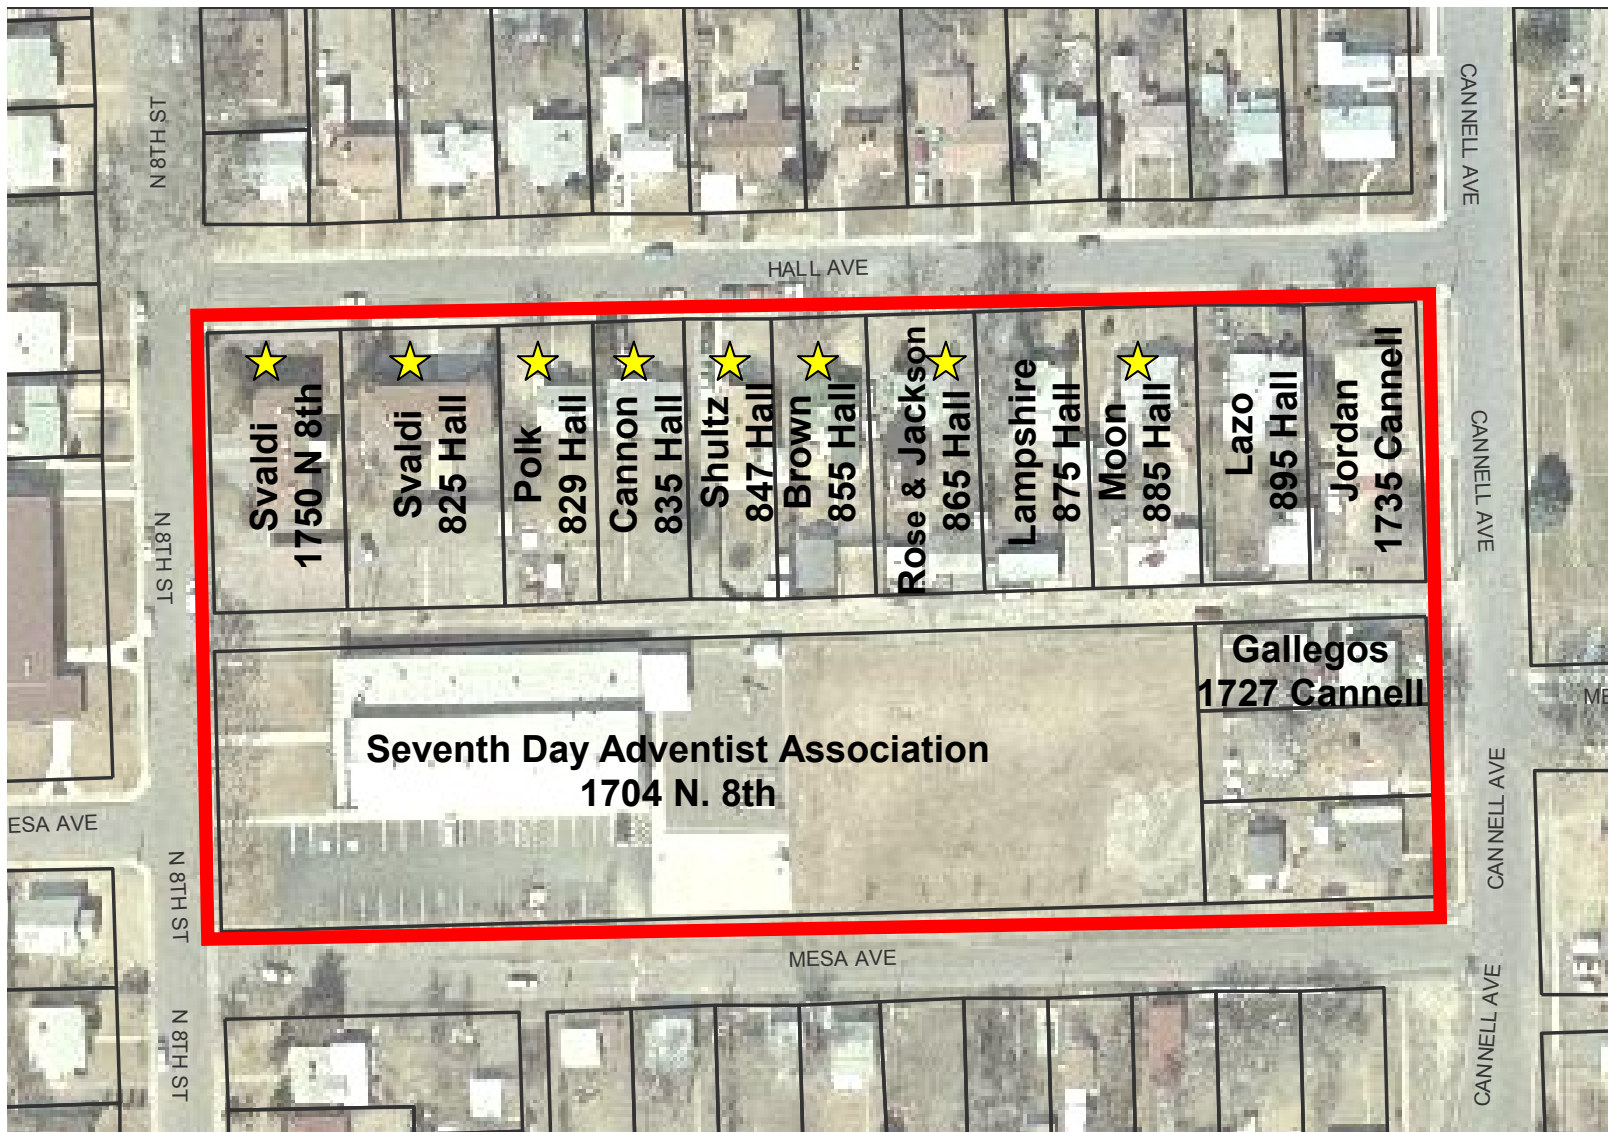 N 8TH ST
CANNELL AVE
HALL AVE
Svaldi
1750 N 8th
Svaldi
825 Hall
Polk
829 Hall
Cannon
835 Hall
Shultz
847 Hall
Brown
855 Hall
Rose & Jackson
865 Hall
Lampshire
875 Hall
Moon
885 Hall
Lazo
895 Hall
Jordan
1735 Cannell
CANNELL AVE
N 8TH ST
Gallegos
1727 Cannell
ME
Seventh Day Adventist Association
1704 N. 8th
ESA AVE
CANNELL AVE
N 8TH ST
MESA AVE
CANNELL AVE
N 8TH ST